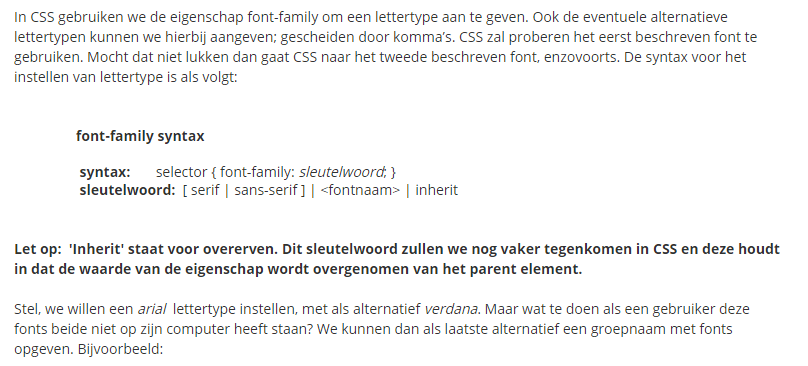 In CSS gebruiken we de eigenschap font-family om een lettertype aan te geven. Ook de eventuele alternatieve
lettertypen kunnen we hierbij aangeven; gescheiden door komma's. CSS zal proberen het eerst beschreven font te
gebruiken. Mocht dat niet lukken dan gaat CSS naar het tweede beschreven font, enzovoorts. De syntax voor het
instellen van lettertype is als volgt:
font-family syntax
syntax: selector { font-family: sleutelwoord; }
sleutelwoord: [ serif | sans-serif ] | <fontnaam> | inherit
Let op: 'Inherit' staat voor overerven. Dit sleutelwoord zullen we nog vaker tegenkomen in CSS en deze houdt
in dat de waarde van de eigenschap wordt overgenomen van het parent element.
Stel, we willen een arial lettertype instellen, met als alternatief verdana. Maar wat te doen als een gebruiker deze
fonts beide niet op zijn computer heeft staan? We kunnen dan als laatste alternatief een groepnaam met fonts
opgeven. Bijvoorbeeld: